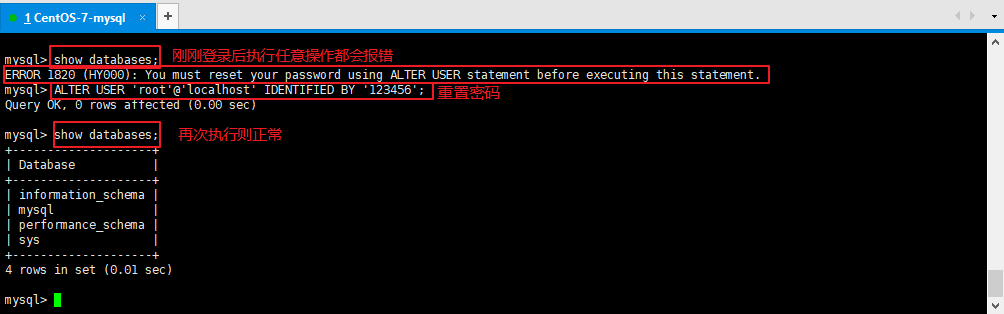 1 CentOS-7-mysql × +
mysql> show databases; 刚刚登录后执行任意操作都会报错
ERROR 1820 (HY000): You must reset your password using ALTER USER statement before executing this statement.
mysql> ALTER USER 'root'@'localhost' IDENTIFIED BY '123456'; 重置密码
Query OK, 0 rows affected (0.00 sec)
mysql> show databases; 再次执行则正常
+--------------------+
| Database           |
+--------------------+
| information_schema |
| mysql              |
| performance_schema |
| sys                |
+--------------------+
4 rows in set (0.01 sec)
mysql>